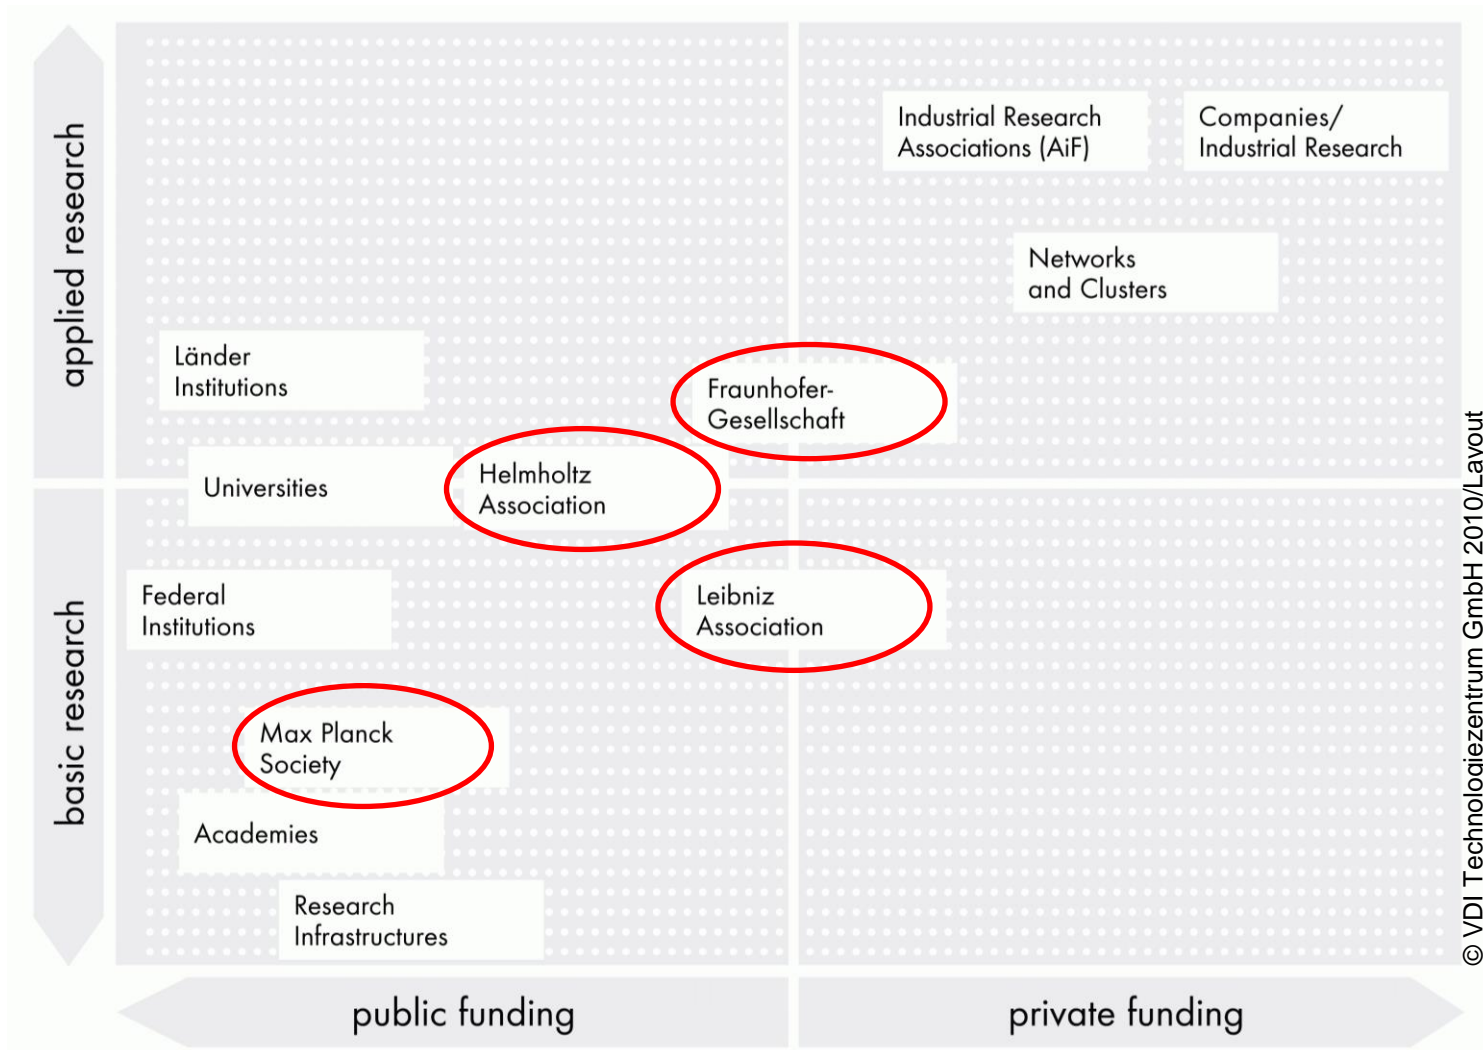 applied research
basic research
Industrial Research
Associations (AiF)
Companies/
Industrial Research
Networks
and Clusters
Länder
Institutions
Fraunhofer-
Gesellschaft
Universities
Helmholtz
Association
Federal
Institutions
Leibniz
Association
Max Planck
Society
Academies
Research
Infrastructures
public funding
private funding
© VDI Technologiezentrum GmbH 2010/Layout